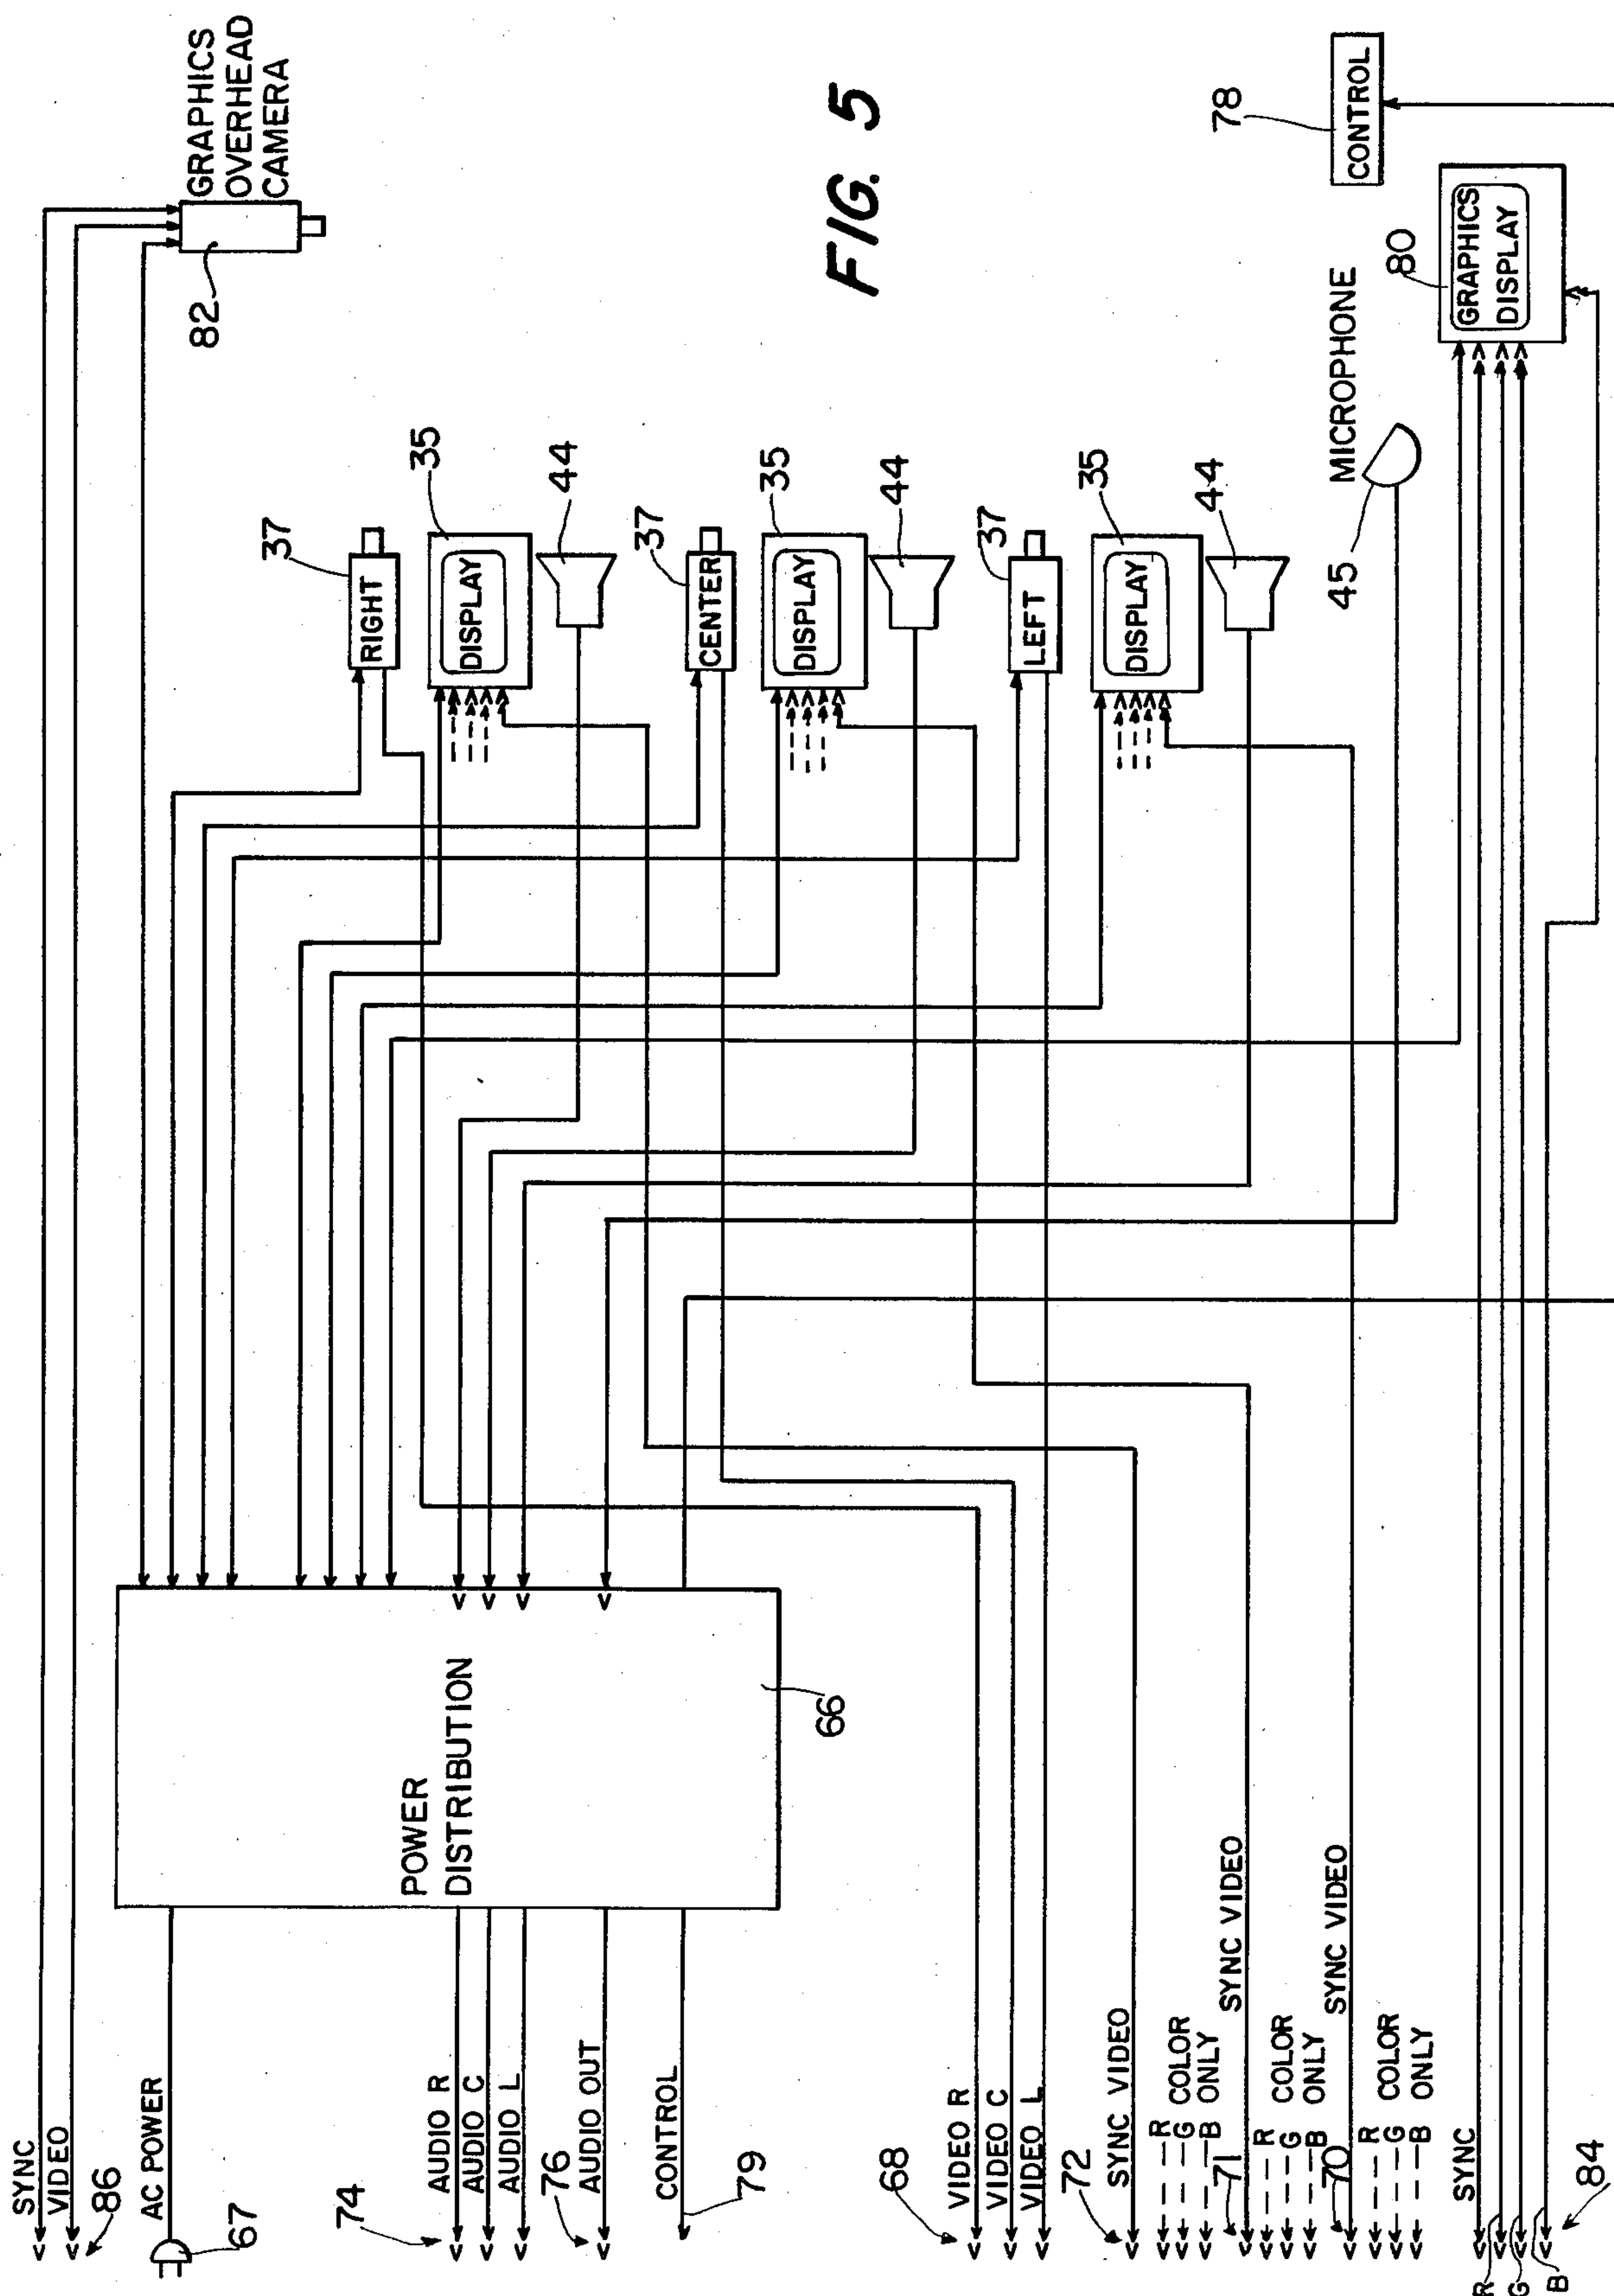 SYNC
VIDEO
86
AC POWER
67
GRAPHICS
OVERHEAD
CAMERA
82
POWER
DISTRIBUTION
66
74
AUDIO R
AUDIO C
AUDIO L
76
AUDIO OUT
CONTROL
79
37
RIGHT
35
DISPLAY
44
37
CENTER
35
DISPLAY
44
37
LEFT
35
DISPLAY
44
FIG. 5
68
VIDEO R
VIDEO C
VIDEO L
72
SYNC VIDEO
R
G
B
COLOR
ONLY
71
SYNC VIDEO
R
G
B
COLOR
ONLY
70
SYNC VIDEO
R
G
B
COLOR
ONLY
MICROPHONE
45
78
CONTROL
80
GRAPHICS
DISPLAY
SYNC
R
G
B
84